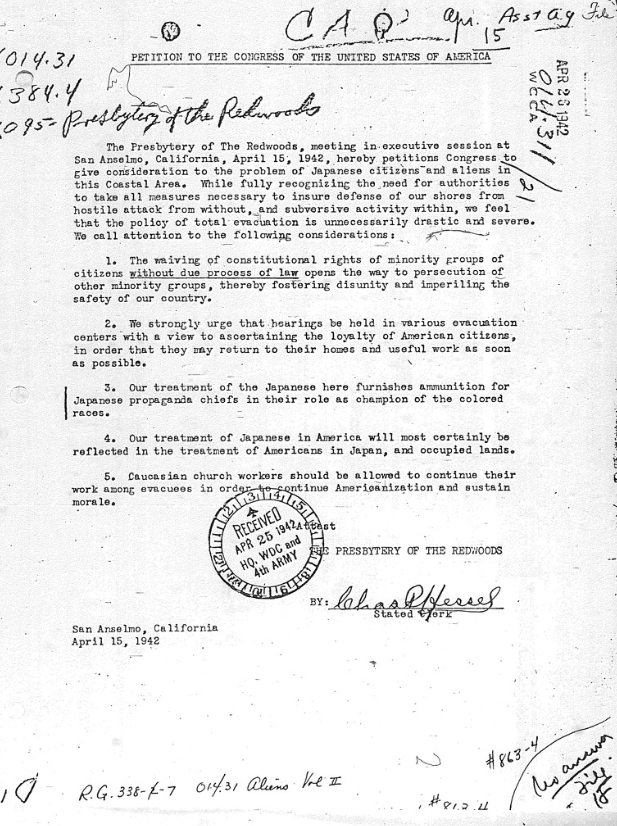 CAD Apr. 15 Asst Ag File
PETITION TO THE CONGRESS OF THE UNITED STATES OF AMERICA
014.31
384.4
095- Presbytery of the Redwoods
APR 26 1942
014.311
WCCA
21
The Presbytery of The Redwoods, meeting in executive session at
San Anselmo, California, April 15, 1942, hereby petitions Congress to
give consideration to the problem of Japanese citizens and aliens in
this Coastal Area. While fully recognizing the need for authorities
to take all measures necessary to insure defense of our shores from
hostile attack from without, and subversive activity within, we feel
that the policy of total evacuation is unnecessarily drastic and severe.
We call attention to the following considerations:
1. The waiving of constitutional rights of minority groups of
citizens without due process of law opens the way to persecution of
other minority groups, thereby fostering disunity and imperiling the
safety of our country.
2. We strongly urge that hearings be held in various evacuation
centers with a view to ascertaining the loyalty of American citizens,
in order that they may return to their homes and useful work as soon
as possible.
3. Our treatment of the Japanese here furnishes ammunition for
Japanese propaganda chiefs in their role as champion of the colored
races.
4. Our treatment of Japanese in America will most certainly be
reflected in the treatment of Americans in Japan, and occupied lands.
5. Caucasian church workers should be allowed to continue their
work among evacuees in order to continue Americanization and sustain
morale.
RECEIVED
APR 25 1942
HQ. WDC and
4th ARMY
Attest
THE PRESBYTERY OF THE REDWOODS
BY: Chas P Hessel
Stated Clerk
San Anselmo, California
April 15, 1942
#863-4
No answer
File
R.G. 338-2-7 014.31 Aliens Vol II